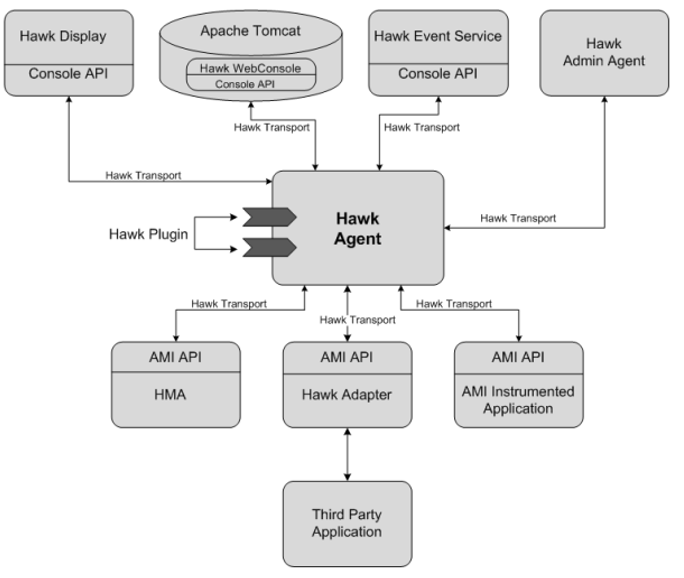 Hawk Display
Console API
Apache Tomcat
Hawk WebConsole
Console API
Hawk Event Service
Console API
Hawk
Admin Agent
Hawk Transport
Hawk Transport
Hawk Transport
Hawk Transport
Hawk Plugin
Hawk
Agent
Hawk Transport
Hawk Transport
Hawk Transport
AMI API
HMA
AMI API
Hawk Adapter
AMI API
AMI Instrumented
Application
Third Party
Application